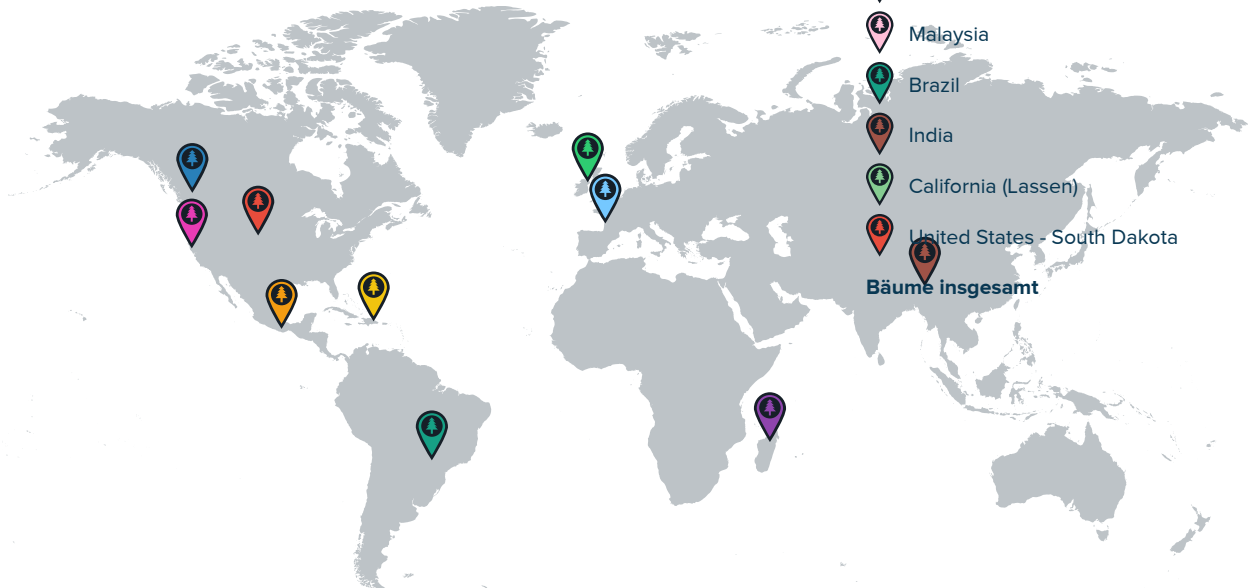 Malaysia
Brazil
India
California (Lassen)
United States - South Dakota
Bäume insgesamt